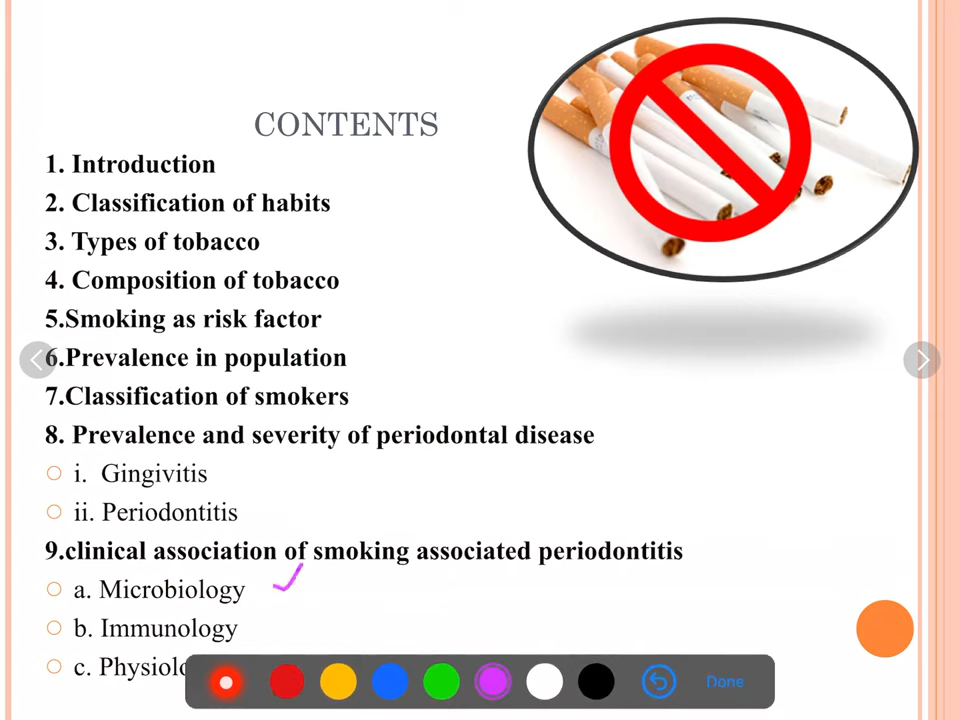 CONTENTS
1. Introduction
2. Classification of habits
3. Types of tobacco
4. Composition of tobacco
5.Smoking as risk factor
6.Prevalence in population
7.Classification of smokers
8. Prevalence and severity of periodontal disease
i. Gingivitis
ii. Periodontitis
9.clinical association of smoking associated periodontitis
a. Microbiology
b. Immunology
c. Physiolo
Done